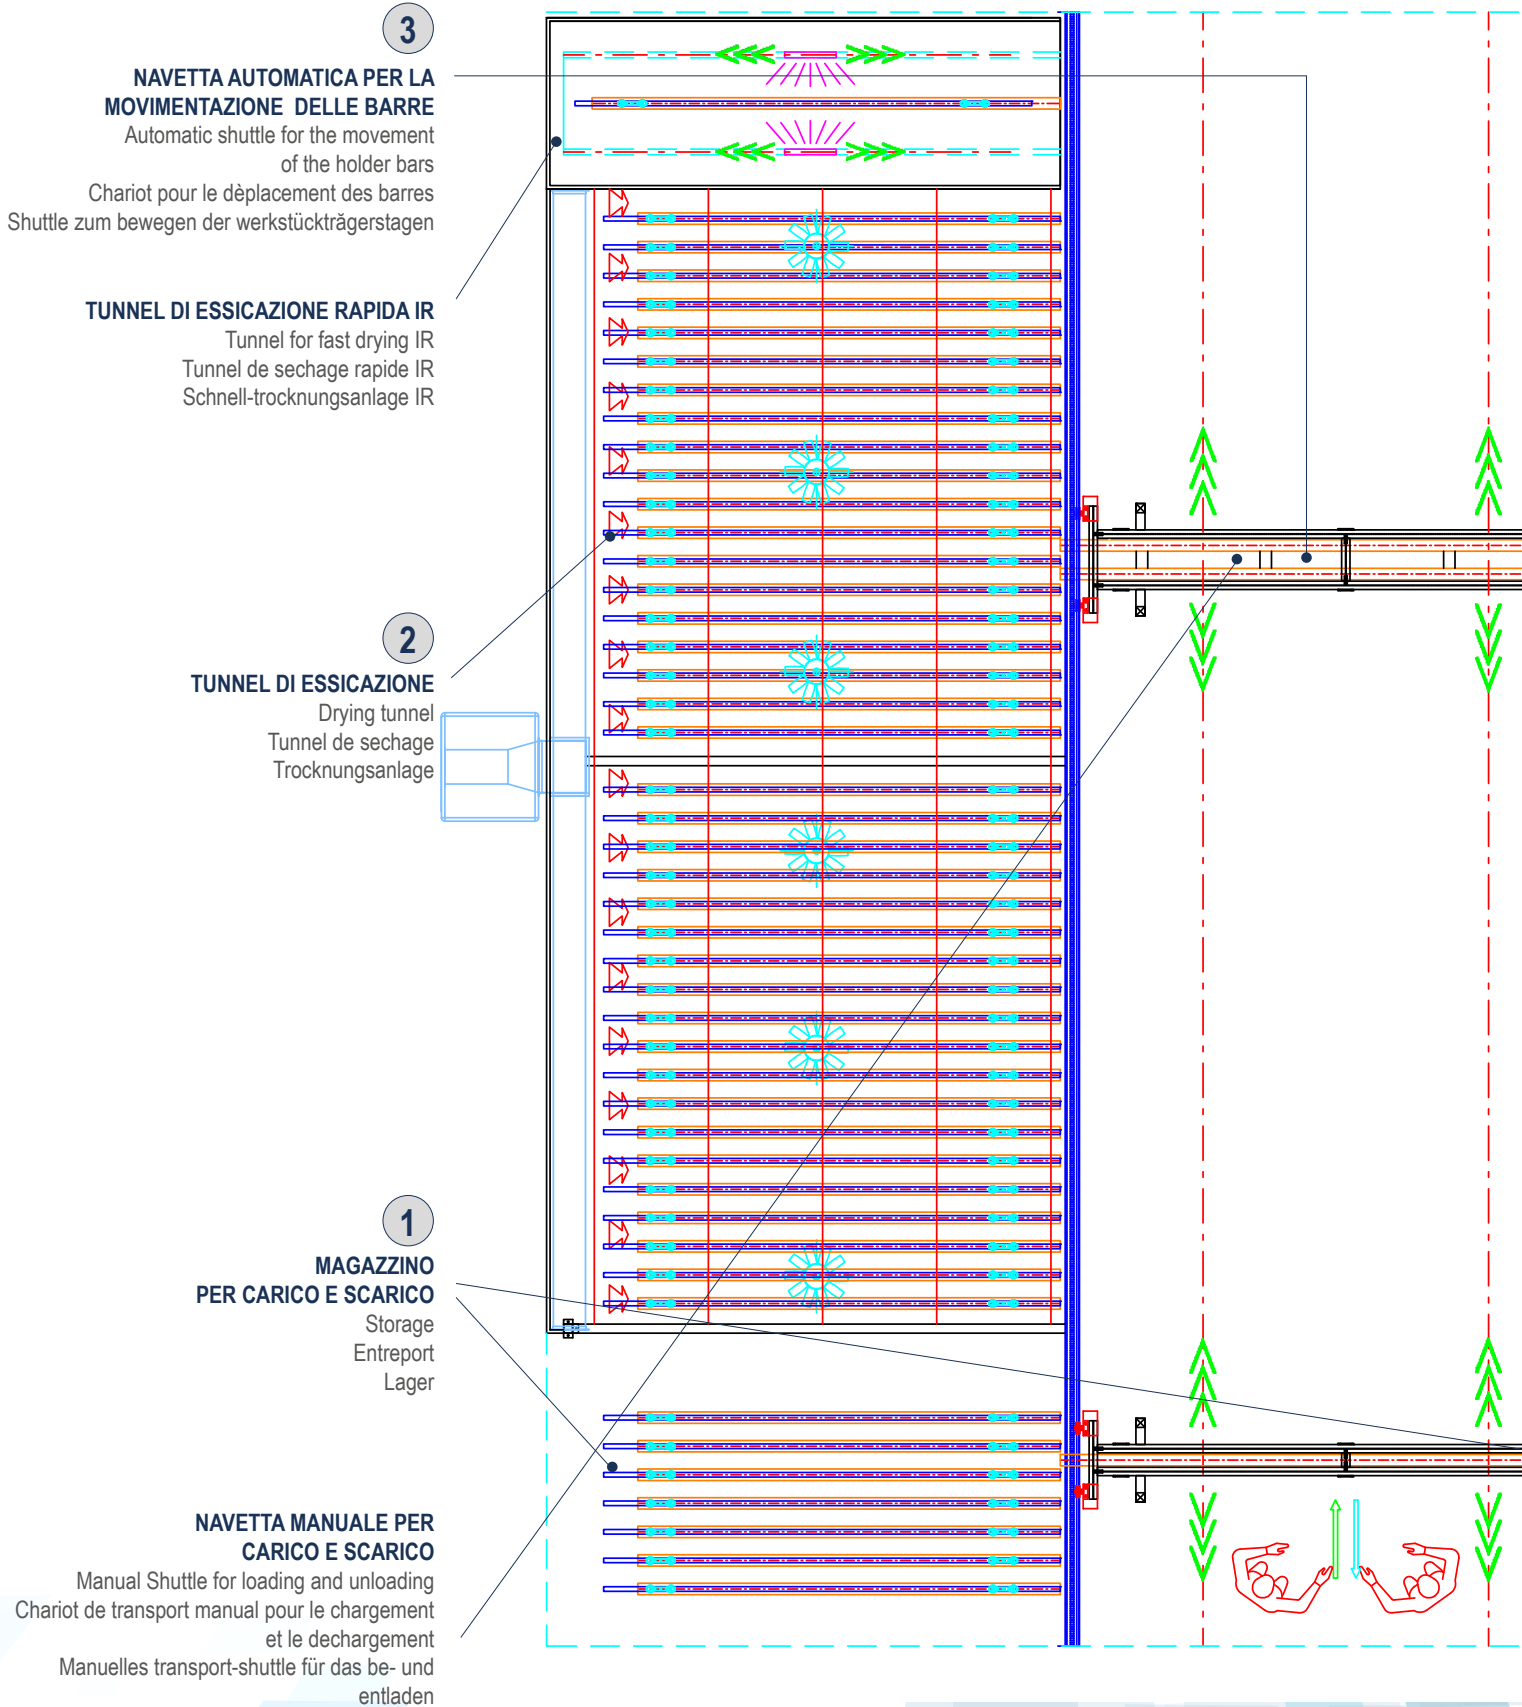 3
NAVETTA AUTOMATICA PER LA
MOVIMENTAZIONE DELLE BARRE
Automatic shuttle for the movement
of the holder bars
Chariot pour le dèplacement des barres
Shuttle zum bewegen der werkstückträgerstagen
TUNNEL DI ESSICAZIONE RAPIDA IR
Tunnel for fast drying IR
Tunnel de sechage rapide IR
Schnell-trocknungsanlage IR
2
TUNNEL DI ESSICAZIONE
Drying tunnel
Tunnel de sechage
Trocknungsanlage
1
MAGAZZINO
PER CARICO E SCARICO
Storage
Entreport
Lager
NAVETTA MANUALE PER
CARICO E SCARICO
Manual Shuttle for loading and unloading
Chariot de transport manual pour le chargement
et le dechargement
Manuelles transport-shuttle für das be- und
entladen